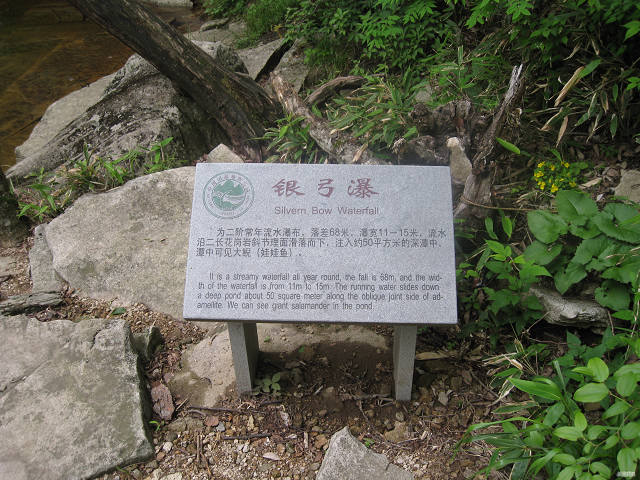 银弓瀑
Silvern Bow Waterfall
为二阶常年流水瀑布，落差68米，瀑宽11-15米，流水
沿二长花岗岩斜节理面滑落而下，注入约50平方米的深潭中，
潭中可见大鲵（娃娃鱼）
It is a streamy waterfall all year round, the fall is 68m, and the wid-
th of the waterfall is from 11m to 15m. The running water slides down
a deep pond about 50 square meter along the oblique joint side of ad-
amellite. We can see giant salamander in the pond.